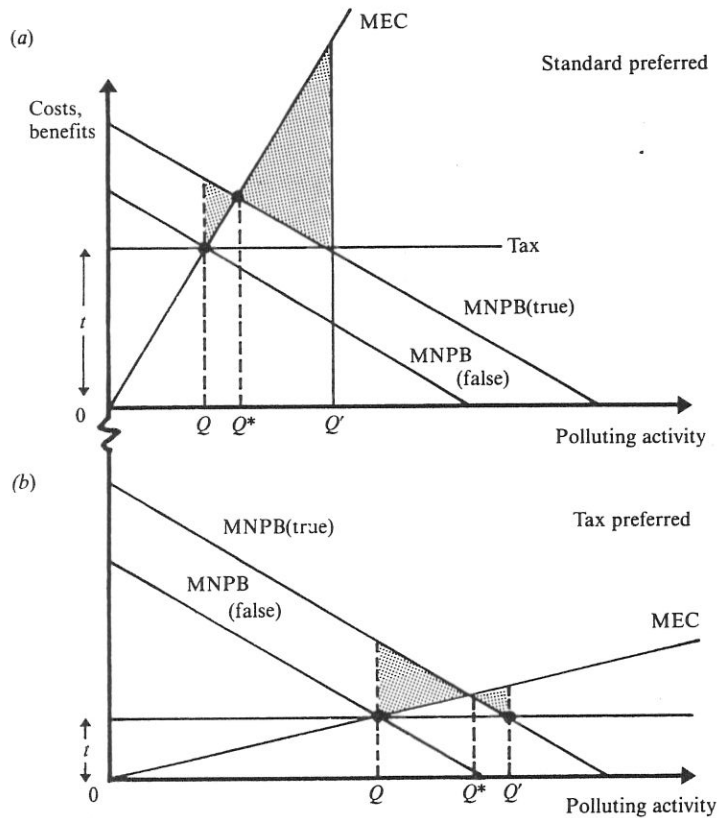 (a)
MEC
Standard preferred
Costs,
benefits
Tax
t
MNPB(true)
MNPB
(false)
0
Q Q* Q'
Polluting activity
(b)
MNPB(true)
Tax preferred
MNPB
(false)
MEC
t
0
Q Q* Q'
Polluting activity